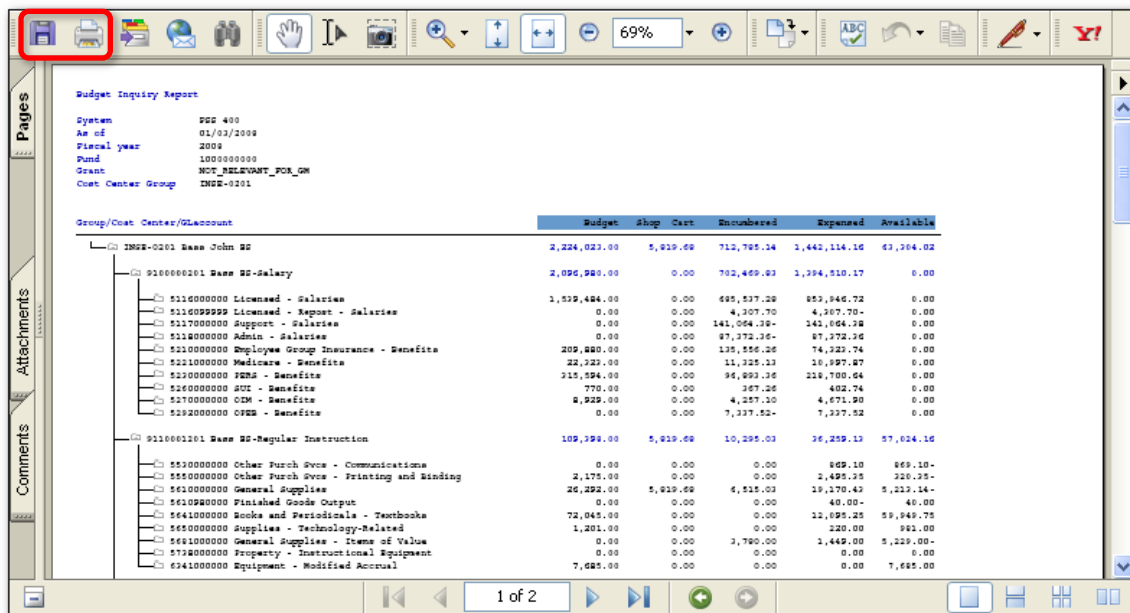 69%
ABC
Y!
Pages
Attachments
Comments
Budget Inquiry Report
System PSS 400
As of 01/03/2008
Fiscal year 2008
Fund 1000000000
Grant NOT_RELEVANT_FOR_GM
Cost Center Group INSE-0201
Group/Cost Center/GLaccount Budget Shop Cart Encumbered Expensed Available
INSE-0201 Bass John ES 2,224,023.00 5,819.68 712,785.14 1,442,114.16 63,304.02
9100000201 Bass ES-Salary 2,096,980.00 0.00 702,469.83 1,394,510.17 0.00
5116000000 Licensed - Salaries 1,539,484.00 0.00 685,537.28 853,946.72 0.00
5116099999 Licensed - Report - Salaries 0.00 0.00 4,307.70 4,307.70- 0.00
5117000000 Support - Salaries 0.00 0.00 141,064.38- 141,064.38 0.00
5118000000 Admin - Salaries 0.00 0.00 87,372.36- 87,372.36 0.00
5210000000 Employee Group Insurance - Benefits 209,880.00 0.00 135,556.26 74,323.74 0.00
5221000000 Medicare - Benefits 22,323.00 0.00 11,325.13 10,997.87 0.00
5230000000 PERS - Benefits 315,594.00 0.00 96,893.36 218,700.64 0.00
5260000000 SUI - Benefits 770.00 0.00 367.26 402.74 0.00
5270000000 OIM - Benefits 8,929.00 0.00 4,257.10 4,671.90 0.00
5292000000 OPEB - Benefits 0.00 0.00 7,337.52- 7,337.52 0.00
9110001201 Bass ES-Regular Instruction 109,398.00 5,819.68 10,295.03 36,259.13 57,024.16
5530000000 Other Purch Svcs - Communications 0.00 0.00 0.00 869.10 869.10-
5550000000 Other Purch Svcs - Printing and Binding 2,175.00 0.00 0.00 2,495.35 320.35-
5610000000 General Supplies 26,292.00 5,819.68 6,515.03 19,170.43 5,213.14-
5610980000 Finished Goods Output 0.00 0.00 0.00 40.00- 40.00
5641000000 Books and Periodicals - Textbooks 72,045.00 0.00 0.00 12,095.25 59,949.75
5650000000 Supplies - Technology-Related 1,201.00 0.00 0.00 220.00 981.00
5681000000 General Supplies - Items of Value 0.00 0.00 3,780.00 1,449.00 5,229.00-
5738000000 Property - Instructional Equipment 0.00 0.00 0.00 0.00 0.00
6341000000 Equipment - Modified Accrual 7,685.00 0.00 0.00 0.00 7,685.00
1 of 2